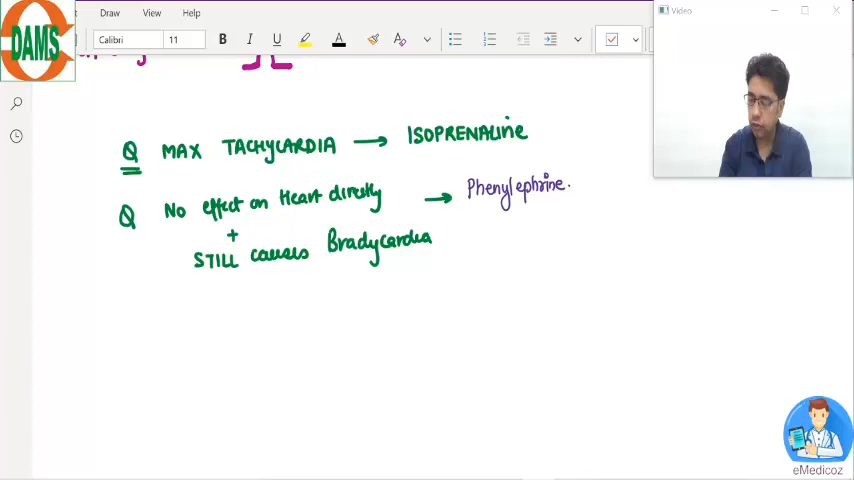 DAMS
Draw View Help
Calibri 11 B I U A
Video
Q MAX TACHYCARDIA → ISOPRENALINE
Q No effect on Heart directly → Phenylephrine.
+
STILL causes Bradycardia
eMedicoz